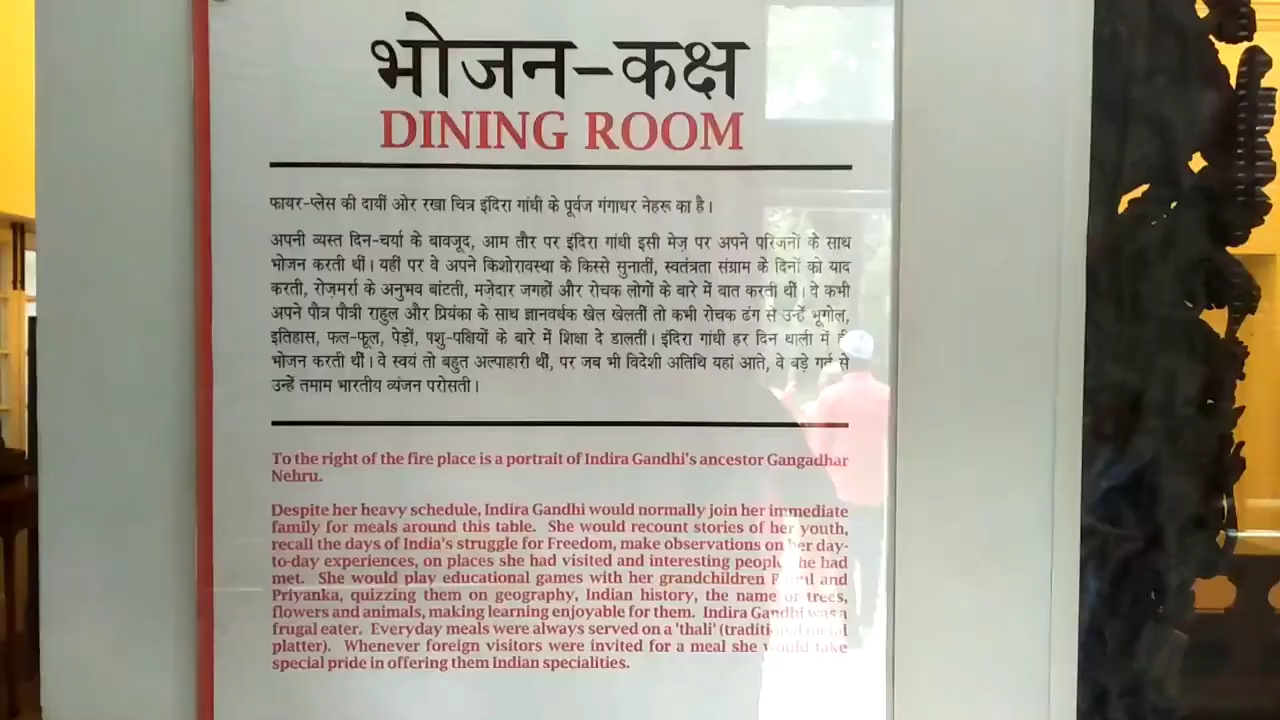 भोजन-कक्ष
DINING ROOM
फायर-प्लेस की दायीं ओर रखा चित्र इंदिरा गांधी के पूर्वज गंगाधर नेहरू का है।
अपनी व्यस्त दिन-चर्या के बावजूद, आम तौर पर इंदिरा गांधी इसी मेज़ पर अपने परिजनों के साथ
भोजन करती थीं। यहीं पर वे अपने किशोरावस्था के किस्से सुनातीं, स्वतंत्रता संग्राम के दिनों को याद
करती, रोज़मर्रा के अनुभव बांटती, मज़ेदार जगहों और रोचक लोगों के बारे में बात करती थीं। वे कभी
अपने पौत्र पौत्री राहुल और प्रियंका के साथ ज्ञानवर्धक खेल खेलतीं तो कभी रोचक ढंग से उन्हें भूगोल,
इतिहास, फल-फूल, पेड़ों, पशु-पक्षियों के बारे में शिक्षा दे डालतीं। इंदिरा गांधी हर दिन थाली में ही
भोजन करती थीं। वे स्वयं तो बहुत अल्पाहारी थीं, पर जब भी विदेशी अतिथि यहां आते, वे बड़े गर्व से
उन्हें तमाम भारतीय व्यंजन परोसती।
To the right of the fire place is a portrait of Indira Gandhi's ancestor Gangadhar
Nehru.
Despite her heavy schedule, Indira Gandhi would normally join her immediate
family for meals around this table. She would recount stories of her youth,
recall the days of India's struggle for Freedom, make observations on her day-
to-day experiences, on places she had visited and interesting people she had
met. She would play educational games with her grandchildren Rahul and
Priyanka, quizzing them on geography, Indian history, the name of trees,
flowers and animals, making learning enjoyable for them. Indira Gandhi was a
frugal eater. Everyday meals were always served on a 'thali' (traditional metal
platter). Whenever foreign visitors were invited for a meal she would take
special pride in offering them Indian specialities.